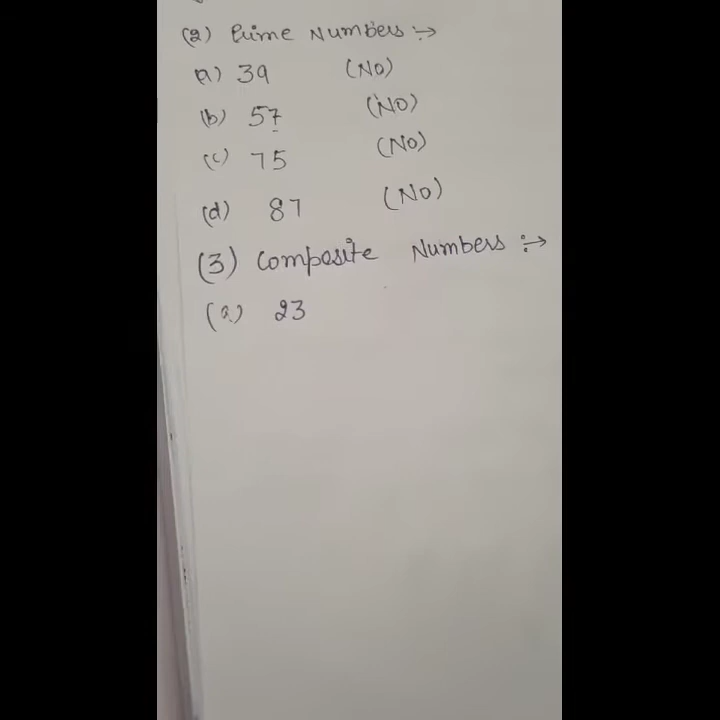 (2) Prime Numbers :→
(a) 39 (No)
(b) 57 (No)
(c) 75 (No)
(d) 87 (No)
(3) Composite Numbers :→
(a) 23